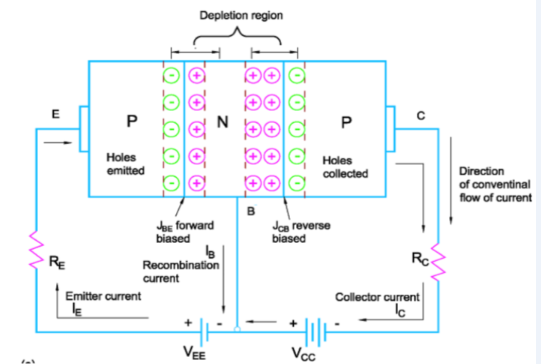 Depletion region
E
P
N
P
C
Holes
emitted
Holes
collected
Direction
of conventinal
flow of current
B
JBE forward
biased
JCB reverse
biased
IB
Recombination
current
RE
RC
Emitter current
IE
Collector current
IC
+ -
+ -
VEE
VCC